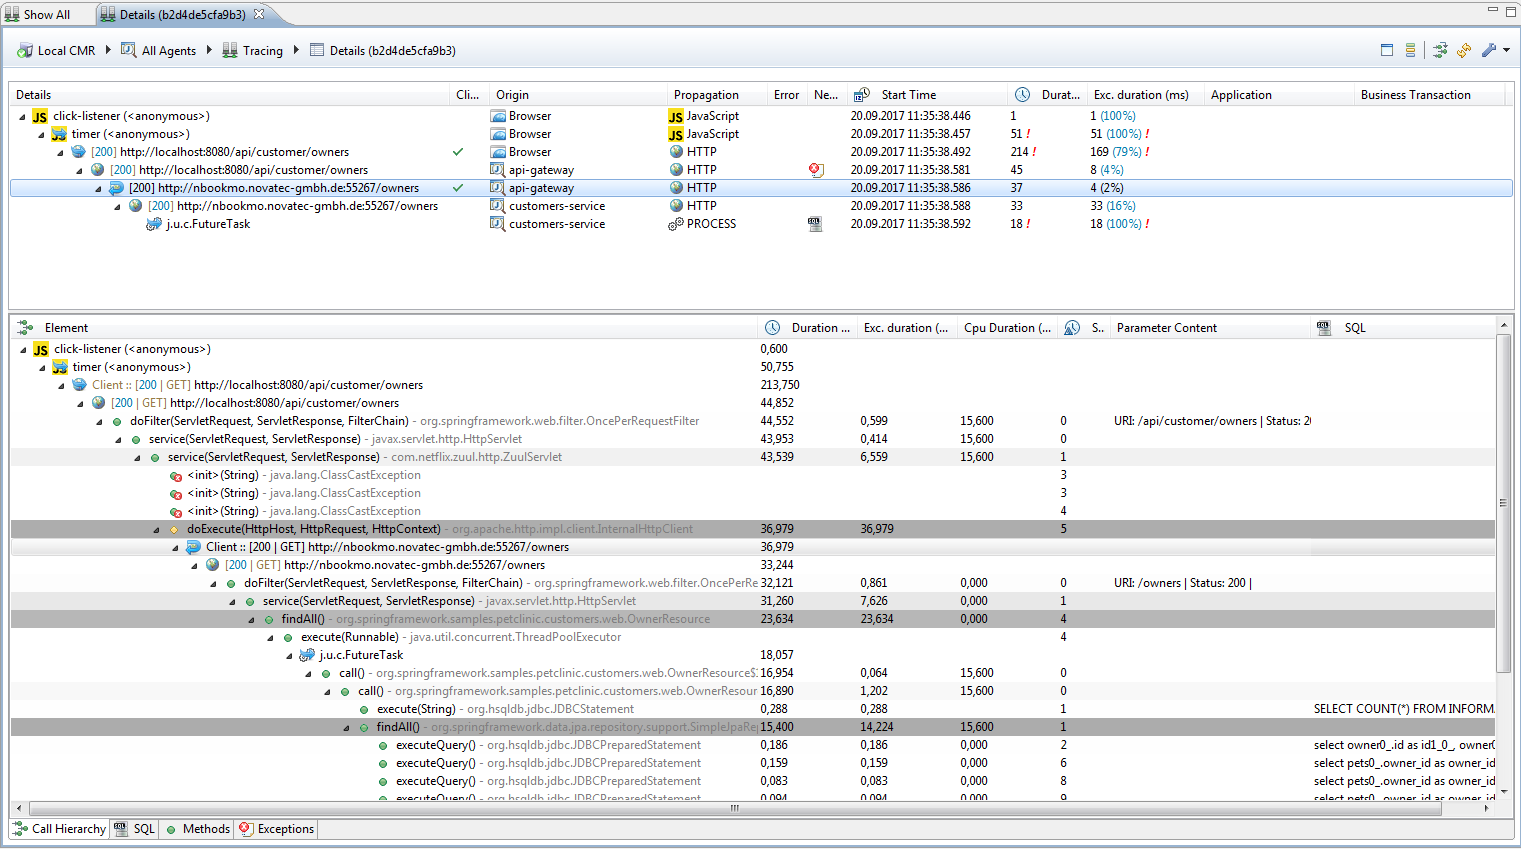 Show All Details (b2d4de5cfa9b3)
Local CMR All Agents Tracing Details (b2d4de5cfa9b3)
Details Cli... Origin Propagation Error Ne... Start Time Durat... Exc. duration (ms) Application Business Transaction
JS click-listener (<anonymous>) Browser JS JavaScript 20.09.2017 11:35:38.446 1 1 (100%)
timer (<anonymous>) Browser JS JavaScript 20.09.2017 11:35:38.457 51 ! 51 (100%) !
[200] http://localhost:8080/api/customer/owners Browser HTTP 20.09.2017 11:35:38.492 214 ! 169 (79%) !
[200] http://localhost:8080/api/customer/owners api-gateway HTTP 20.09.2017 11:35:38.581 45 8 (4%)
[200] http://nbookmo.novatec-gmbh.de:55267/owners api-gateway HTTP 20.09.2017 11:35:38.586 37 4 (2%)
[200] http://nbookmo.novatec-gmbh.de:55267/owners customers-service HTTP 20.09.2017 11:35:38.588 33 33 (16%)
j.u.c.FutureTask customers-service PROCESS SQL 20.09.2017 11:35:38.592 18 ! 18 (100%) !
Element Duration ... Exc. duration (... Cpu Duration (... S.. Parameter Content SQL SQL
JS click-listener (<anonymous>) 0,600
timer (<anonymous>) 50,755
Client :: [200 | GET] http://localhost:8080/api/customer/owners 213,750
[200 | GET] http://localhost:8080/api/customer/owners 44,852
doFilter(ServletRequest, ServletResponse, FilterChain) - org.springframework.web.filter.OncePerRequestFilter 44,552 0,599 15,600 0 URI: /api/customer/owners | Status: 20
service(ServletRequest, ServletResponse) - javax.servlet.http.HttpServlet 43,953 0,414 15,600 0
service(ServletRequest, ServletResponse) - com.netflix.zuul.http.ZuulServlet 43,539 6,559 15,600 1
<init>(String) - java.lang.ClassCastException 3
<init>(String) - java.lang.ClassCastException 3
<init>(String) - java.lang.ClassCastException 4
doExecute(HttpHost, HttpRequest, HttpContext) - org.apache.http.impl.client.InternalHttpClient 36,979 36,979 5
Client :: [200 | GET] http://nbookmo.novatec-gmbh.de:55267/owners 36,979
[200 | GET] http://nbookmo.novatec-gmbh.de:55267/owners 33,244
doFilter(ServletRequest, ServletResponse, FilterChain) - org.springframework.web.filter.OncePerRe 32,121 0,861 0,000 0 URI: /owners | Status: 200 |
service(ServletRequest, ServletResponse) - javax.servlet.http.HttpServlet 31,260 7,626 0,000 1
findAll() - org.springframework.samples.petclinic.customers.web.OwnerResource 23,634 23,634 0,000 4
execute(Runnable) - java.util.concurrent.ThreadPoolExecutor 4
j.u.c.FutureTask 18,057
call() - org.springframework.samples.petclinic.customers.web.OwnerResource$ 16,954 0,064 15,600 0
call() - org.springframework.samples.petclinic.customers.web.OwnerResour 16,890 1,202 15,600 0
execute(String) - org.hsqldb.jdbc.JDBCStatement 0,288 0,288 1 SELECT COUNT(*) FROM INFORMA
findAll() - org.springframework.data.jpa.repository.support.SimpleJpaRe 15,400 14,224 15,600 1
executeQuery() - org.hsqldb.jdbc.JDBCPreparedStatement 0,186 0,186 0,000 2 select owner0_.id as id1_0_, owner0
executeQuery() - org.hsqldb.jdbc.JDBCPreparedStatement 0,159 0,159 0,000 6 select pets0_.owner_id as owner_id
executeQuery() - org.hsqldb.jdbc.JDBCPreparedStatement 0,083 0,083 0,000 8 select pets0_.owner_id as owner_id
executeQuery() - org.hsqldb.jdbc.JDBCPreparedStatement 0,094 0,094 0,000 9 select pets0_.owner_id as owner_id
Call Hierarchy SQL SQL Methods Exceptions